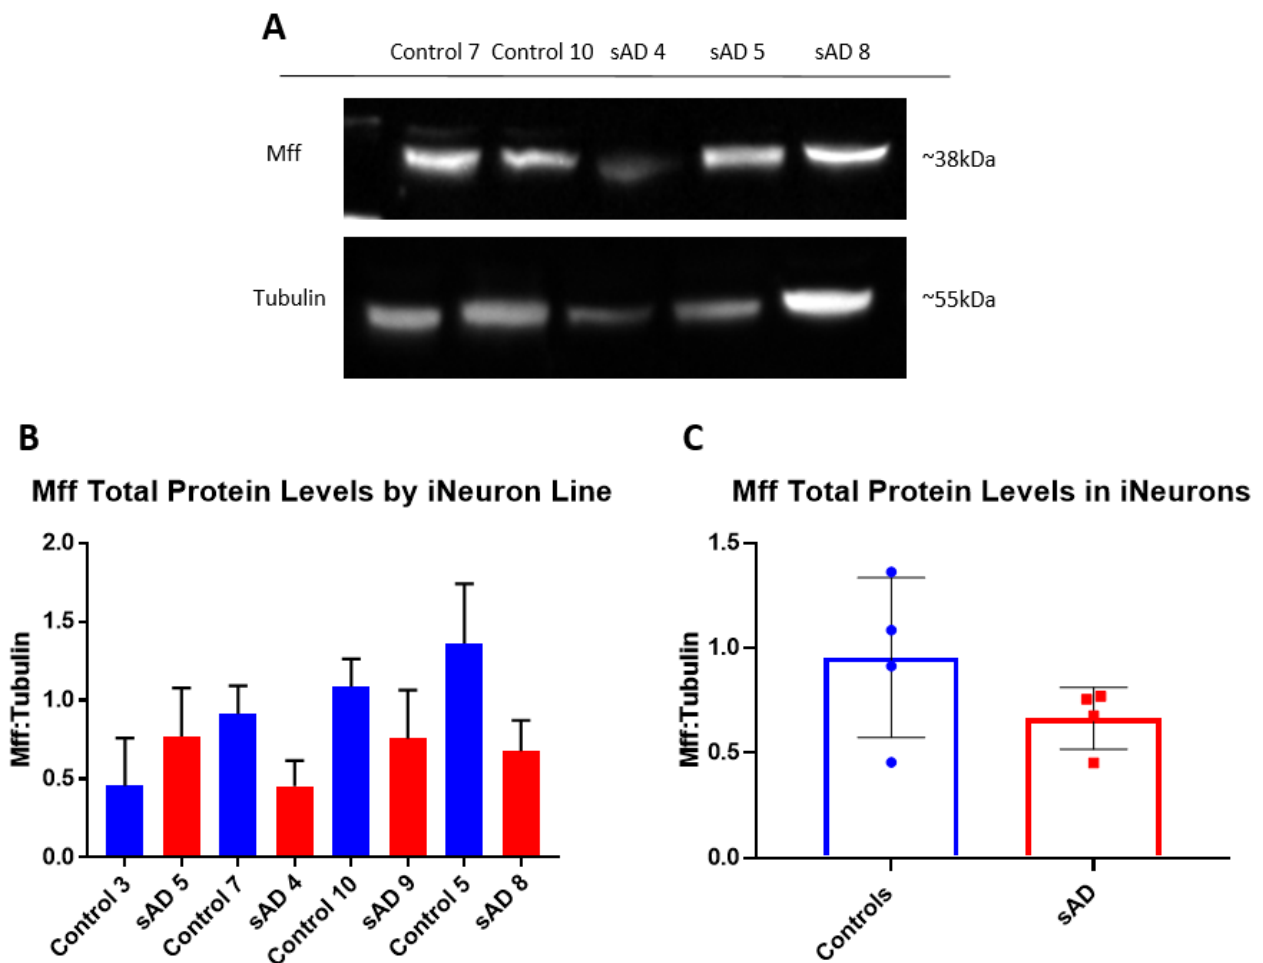 A
Control 7 Control 10 sAD 4 sAD 5 sAD 8
Mff ~38kDa
Tubulin ~55kDa
B
Mff Total Protein Levels by iNeuron Line
Mff:Tubulin
2.0
1.5
1.0
0.5
0.0
Control 3 sAD 5 Control 7 sAD 4 Control 10 sAD 9 Control 5 sAD 8
C
Mff Total Protein Levels in iNeurons
Mff:Tubulin
1.5
1.0
0.5
0.0
Controls sAD